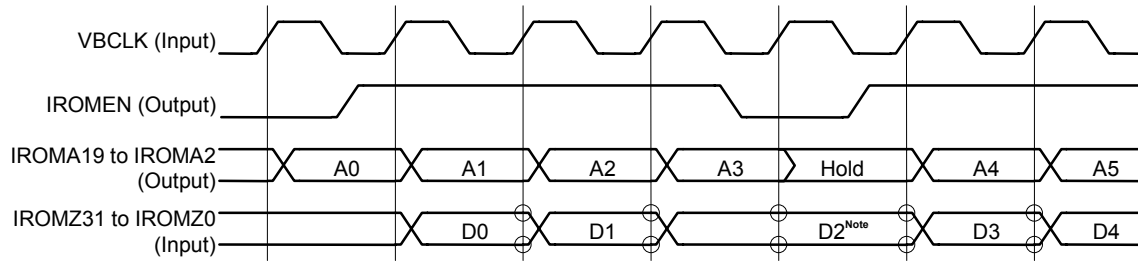 VBCLK (Input)
IROMEN (Output)
IROMA19 to IROMA2
(Output)
A0 A1 A2 A3 Hold A4 A5
IROMZ31 to IROMZ0
(Input)
D0 D1 D2Note D3 D4